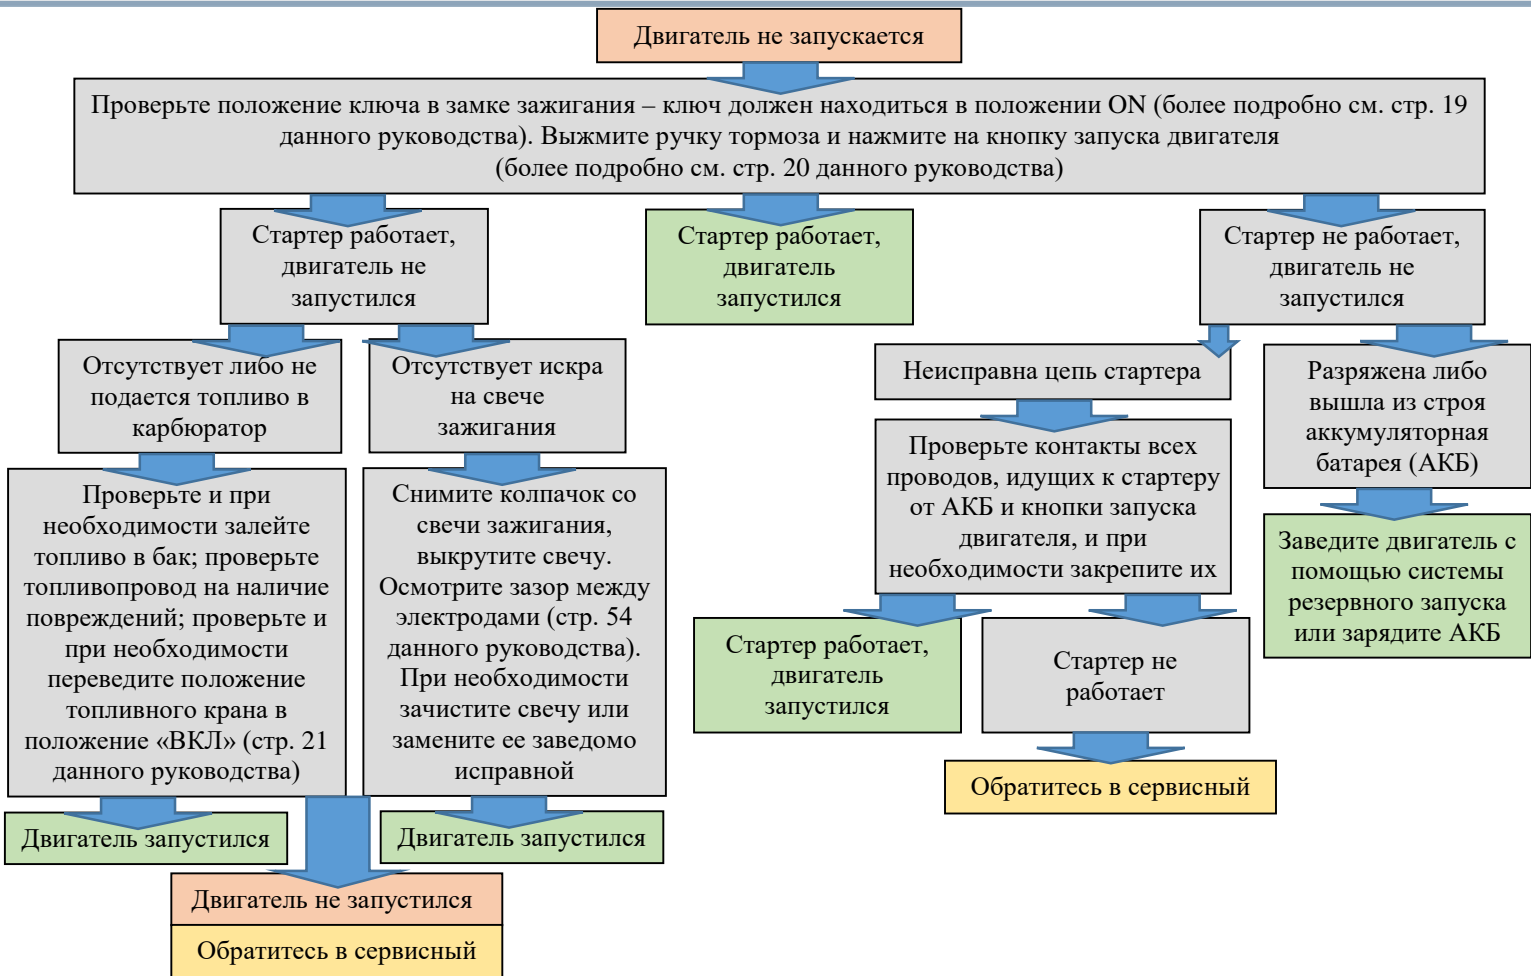 Двигатель не запускается
Проверьте положение ключа в замке зажигания – ключ должен находиться в положении ON (более подробно см. стр. 19
данного руководства). Выжмите ручку тормоза и нажмите на кнопку запуска двигателя
(более подробно см. стр. 20 данного руководства)
Стартер работает,
двигатель не
запустился
Стартер работает,
двигатель
запустился
Стартер не работает,
двигатель не
запустился
Отсутствует либо не
подается топливо в
карбюратор
Отсутствует искра
на свече
зажигания
Неисправна цепь стартера
Разряжена либо
вышла из строя
аккумуляторная
батарея (АКБ)
Проверьте и при
необходимости залейте
топливо в бак; проверьте
топливопровод на наличие
повреждений; проверьте и
при необходимости
переведите положение
топливного крана в
положение «ВКЛ» (стр. 21
данного руководства)
Снимите колпачок со
свечи зажигания,
выкрутите свечу.
Осмотрите зазор между
электродами (стр. 54
данного руководства).
При необходимости
зачистите свечу или
замените ее заведомо
исправной
Проверьте контакты всех
проводов, идущих к стартеру
от АКБ и кнопки запуска
двигателя, и при
необходимости закрепите их
Заведите двигатель с
помощью системы
резервного запуска
или зарядите АКБ
Стартер работает,
двигатель
запустился
Стартер не
работает
Обратитесь в сервисный
Двигатель запустился
Двигатель запустился
Двигатель не запустился
Обратитесь в сервисный